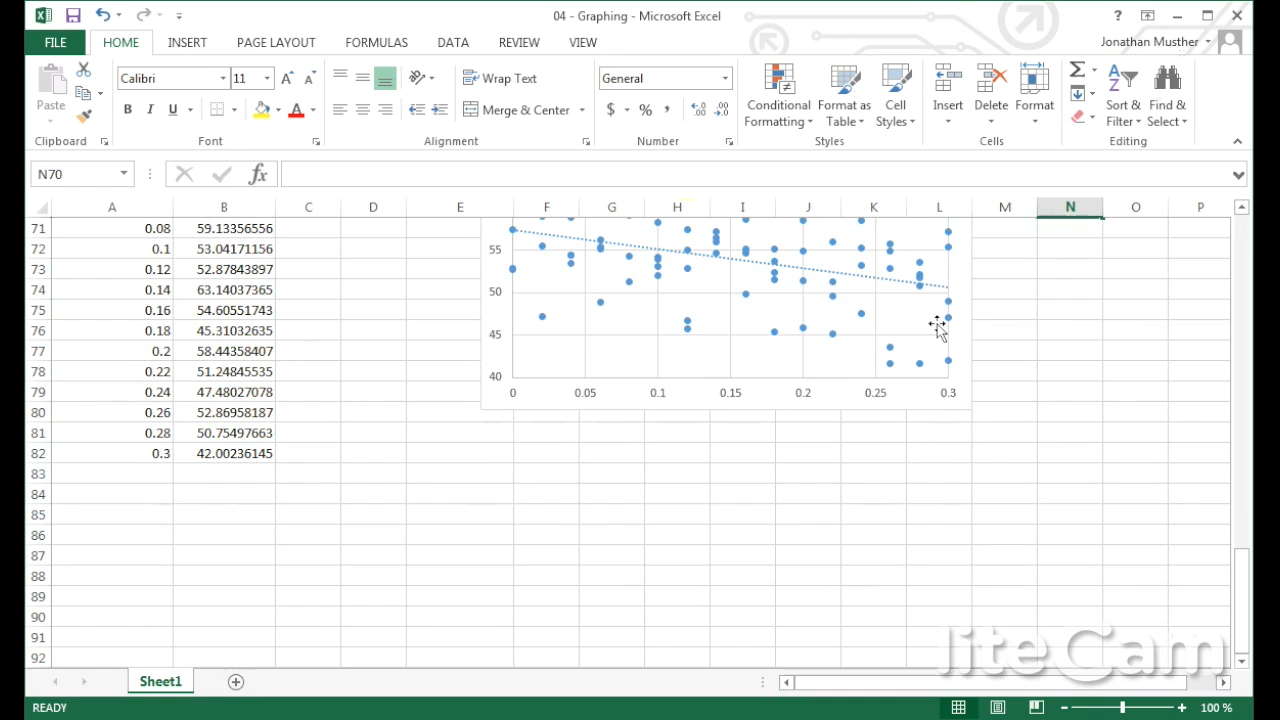 04 - Graphing - Microsoft Excel
FILE HOME INSERT PAGE LAYOUT FORMULAS DATA REVIEW VIEW Jonathan Musther
Paste Calibri 11 Wrap Text Merge & Center General $ % , Conditional Formatting Format as Table Cell Styles Insert Delete Format Sort & Filter Find & Select
Clipboard Font Alignment Number Styles Cells Editing
N70 fx
A B C D E F G H I J K L M N O P
71 0.08 59.13356556
72 0.1 53.04171156
73 0.12 52.87843897
74 0.14 63.14037365
75 0.16 54.60551743
76 0.18 45.31032635
77 0.2 58.44358407
78 0.22 51.24845535
79 0.24 47.48027078
80 0.26 52.86958187
81 0.28 50.75497663
82 0.3 42.00236145
83
84
85
86
87
88
89
90
91
92
55
50
45
40
0 0.05 0.1 0.15 0.2 0.25 0.3
liteCam
Sheet1
READY 100 %